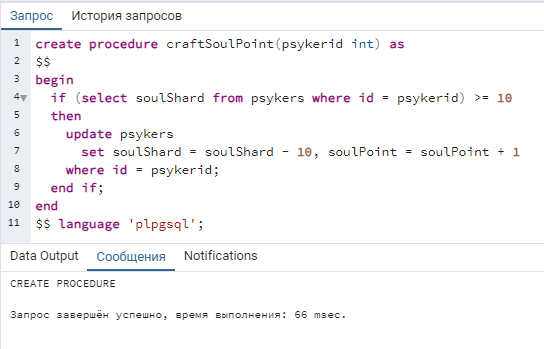 Запрос История запросов
1 create procedure craftSoulPoint(psykerid int) as
2 $$
3 begin
4 if (select soulShard from psykers where id = psykerid) >= 10
5 then
6 update psykers
7 set soulShard = soulShard - 10, soulPoint = soulPoint + 1
8 where id = psykerid;
9 end if;
10 end
11 $$ language 'plpgsql';
Data Output Сообщения Notifications
CREATE PROCEDURE
Запрос завершён успешно, время выполнения: 66 msec.